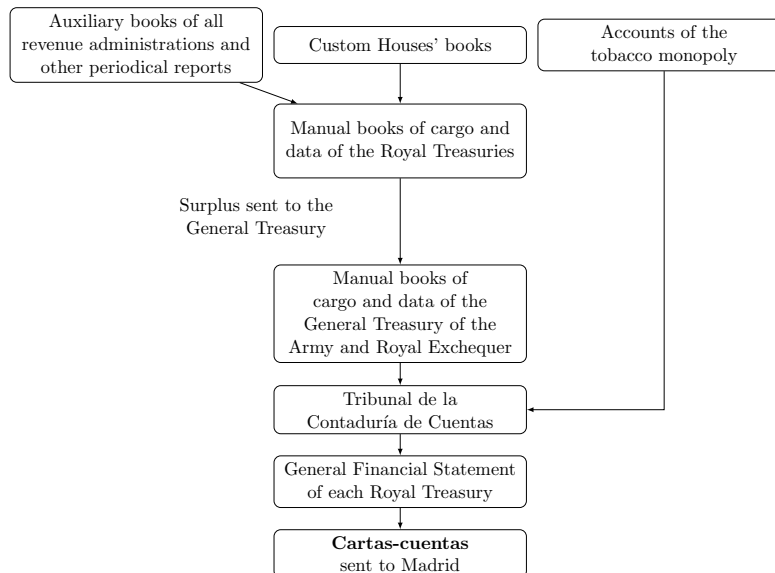 Auxiliary books of all
revenue administrations and
other periodical reports
Custom Houses’ books
Accounts of the
tobacco monopoly
Manual books of cargo and
data of the Royal Treasuries
Surplus sent to the
General Treasury
Manual books of
cargo and data of the
General Treasury of the
Army and Royal Exchequer
Tribunal de la
Contaduría de Cuentas
General Financial Statement
of each Royal Treasury
Cartas-cuentas
sent to Madrid